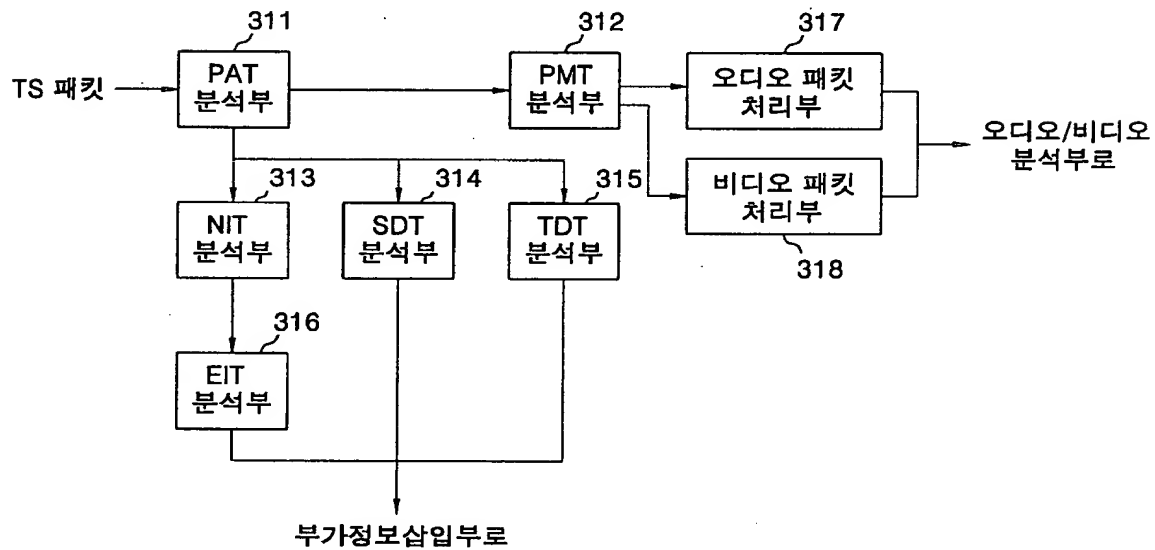 311
312
317
TS 패킷
PAT
분석부
PMT
분석부
오디오 패킷
처리부
오디오/비디오
분석부로
비디오 패킷
처리부
318
313
314
315
NIT
분석부
SDT
분석부
TDT
분석부
316
EIT
분석부
부가정보삽입부로